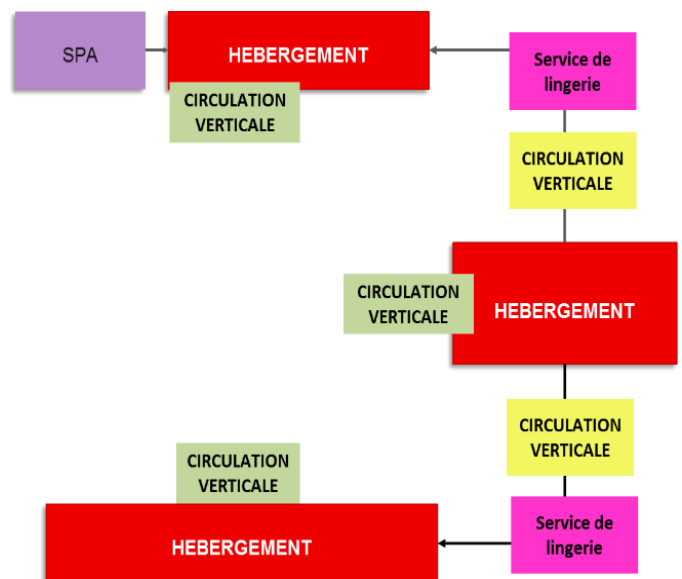 SPA
HEBERGEMENT
Service de
lingerie
CIRCULATION
VERTICALE
CIRCULATION
VERTICALE
CIRCULATION
VERTICALE
HEBERGEMENT
CIRCULATION
VERTICALE
CIRCULATION
VERTICALE
HEBERGEMENT
Service de
lingerie